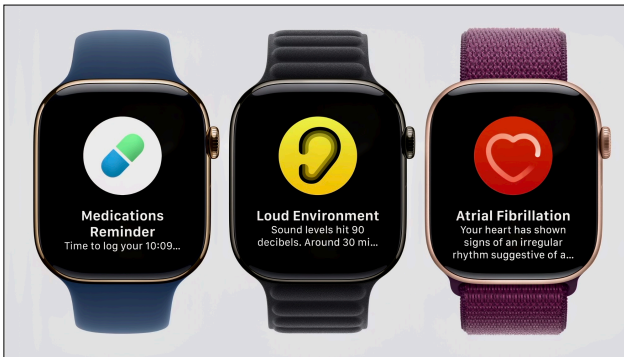 Medications
Reminder
Time to log your 10:09...
Loud Environment
Sound levels hit 90
decibels. Around 30 mi...
Atrial Fibrillation
Your heart has shown
signs of an irregular
rhythm suggestive of a...